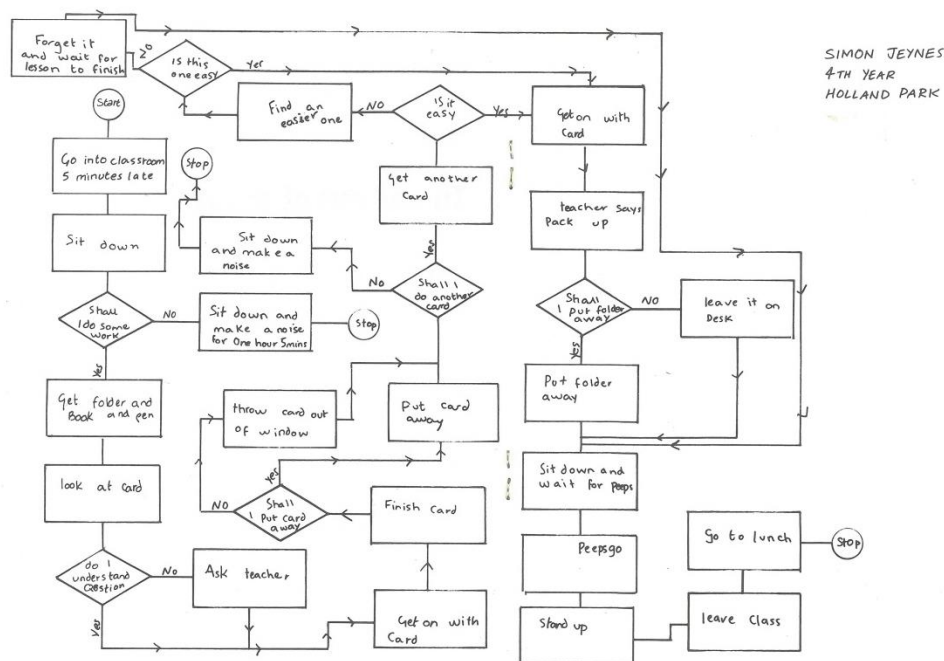 SIMON JEYNES
4TH YEAR
HOLLAND PARK
Start
Go into classroom
5 minutes late
Sit down
Shall
I do some
work
NO
Sit down and
make a noise
for One hour 5mins
Stop
Yes
Get folder and
Book and pen
look at card
do I
understand
Qestion
NO
Ask teacher
Yes
Get on with
Card
Finish Card
Shall
I put card
away
NO
throw card out
of window
yes
Put card
away
Shall I
do another
card
NO
Sit down
and make a
noise
Stop
Yes
Get another
Card
Is it
easy
NO
Find an
easier one
Is this
one easy
NO
Forget it
and wait for
lesson to finish
yes
Yes
Get on with
Card
teacher says
Pack up
Shall
I put folder
away
NO
leave it on
Desk
Yes
Put folder
away
Sit down and
wait for peeps
Peeps go
Stand up
leave Class
Go to lunch
Stop